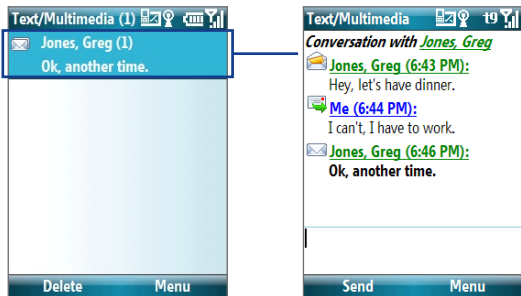 Text/Multimedia (1)
Jones, Greg (1)
Ok, another time.
Delete Menu
Text/Multimedia
Conversation with Jones, Greg
Jones, Greg (6:43 PM):
Hey, let's have dinner.
Me (6:44 PM):
I can't, I have to work.
Jones, Greg (6:46 PM):
Ok, another time.
Send Menu